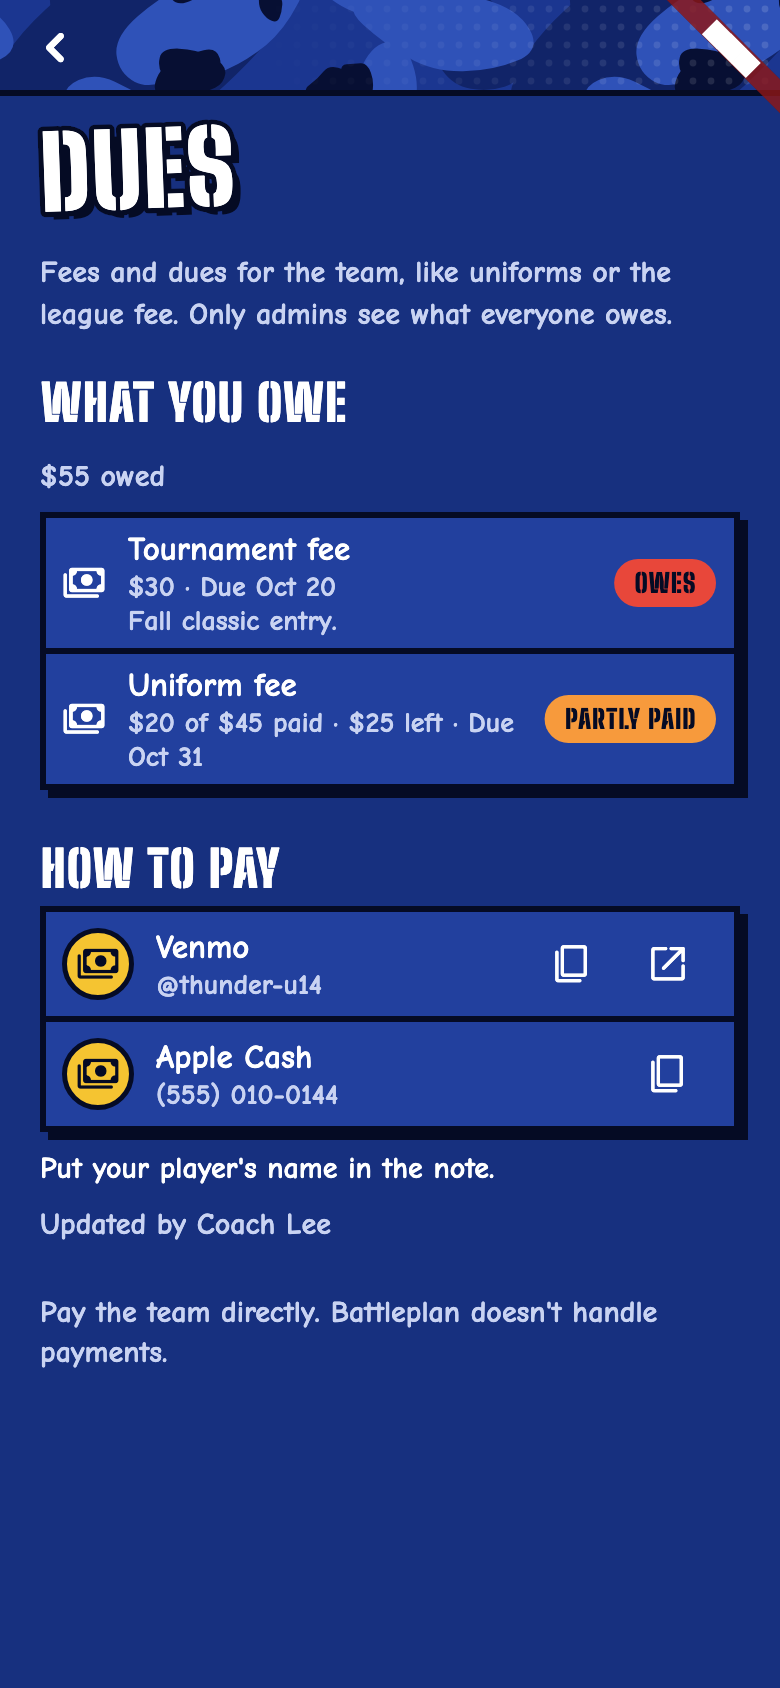 DUES
Fees and dues for the team, like uniforms or the
league fee. Only admins see what everyone owes.
WHAT YOU OWE
$55 owed
Tournament fee
$30 · Due Oct 20
Fall classic entry.
OWES
Uniform fee
$20 of $45 paid · $25 left · Due
Oct 31
PARTLY PAID
HOW TO PAY
Venmo
@thunder-u14
Apple Cash
(555) 010-0144
Put your player's name in the note.
Updated by Coach Lee
Pay the team directly. Battleplan doesn't handle
payments.